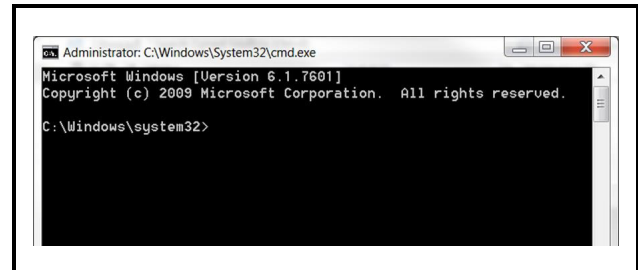 Administrator: C:\Windows\System32\cmd.exe
Microsoft Windows [Version 6.1.7601]
Copyright (c) 2009 Microsoft Corporation.  All rights reserved.
C:\Windows\system32>